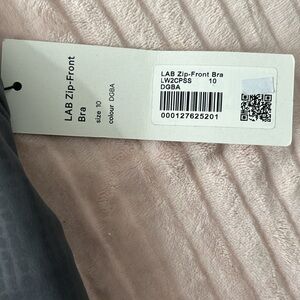 LAB Zip-Front
Bra
size 10
colour DGBA
LAB Zip-Front Bra
LW2CPSS 10
DGBA
000127625201